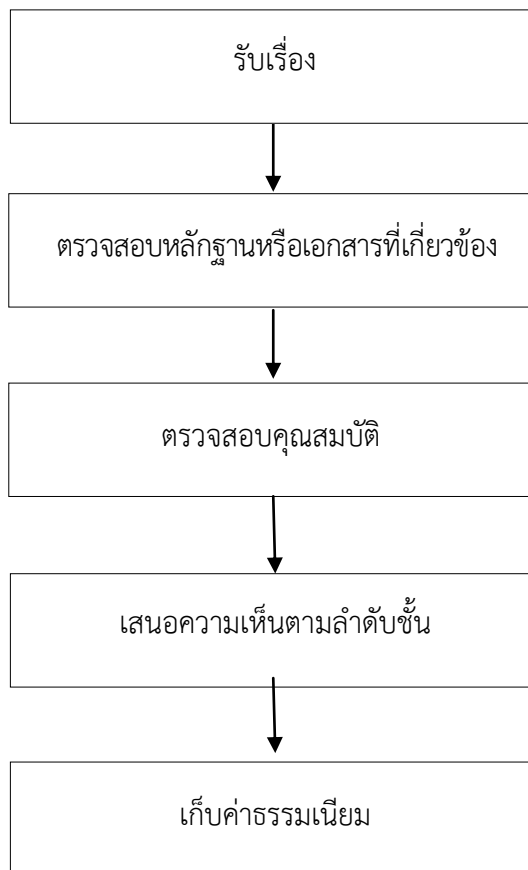 รับเรื่อง
ตรวจสอบหลักฐานหรือเอกสารที่เกี่ยวข้อง
ตรวจสอบคุณสมบัติ
เสนอความเห็นตามลำดับชั้น
เก็บค่าธรรมเนียม